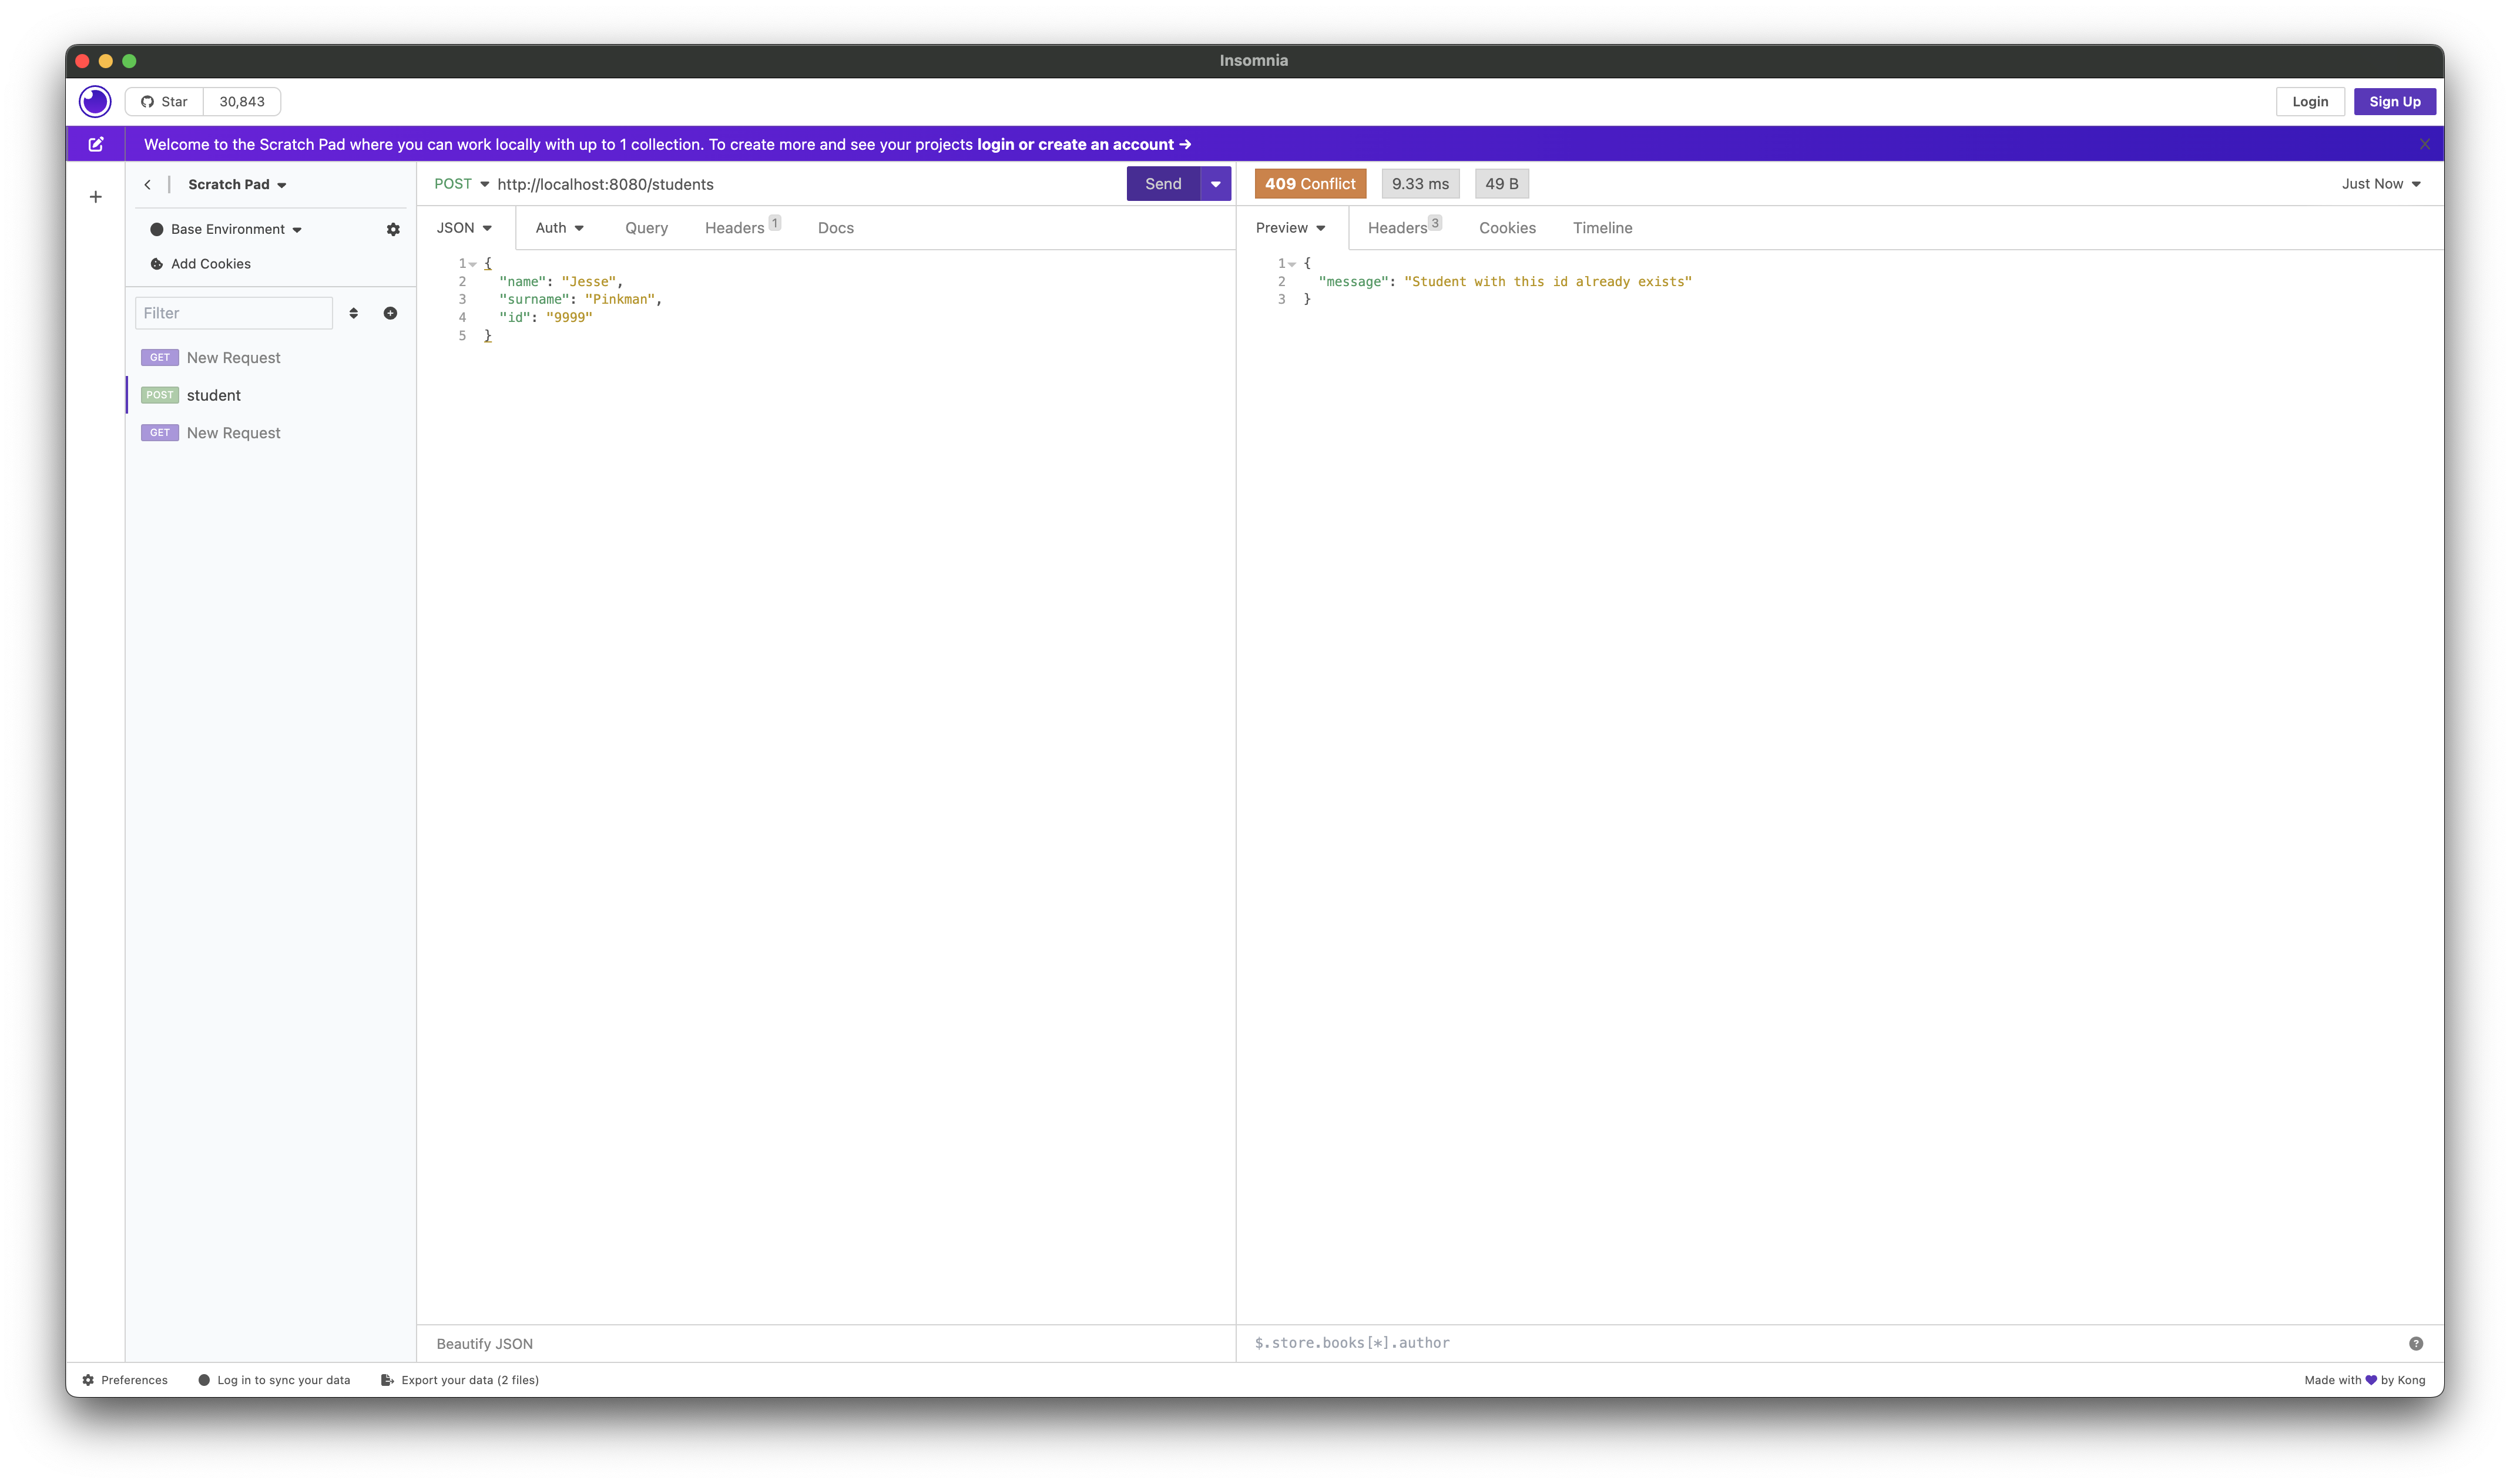 Insomnia
Star 30,843
Login Sign Up
Welcome to the Scratch Pad where you can work locally with up to 1 collection. To create more and see your projects login or create an account →
Scratch Pad
Base Environment
Add Cookies
Filter
GET New Request
POST student
GET New Request
POST http://localhost:8080/students Send
JSON Auth Query Headers 1 Docs
1 {
2 "name": "Jesse",
3 "surname": "Pinkman",
4 "id": "9999"
5 }
Beautify JSON
409 Conflict 9.33 ms 49 B Just Now
Preview Headers 3 Cookies Timeline
1 {
2 "message": "Student with this id already exists"
3 }
$.store.books[*].author
Preferences Log in to sync your data Export your data (2 files) Made with 💜 by Kong